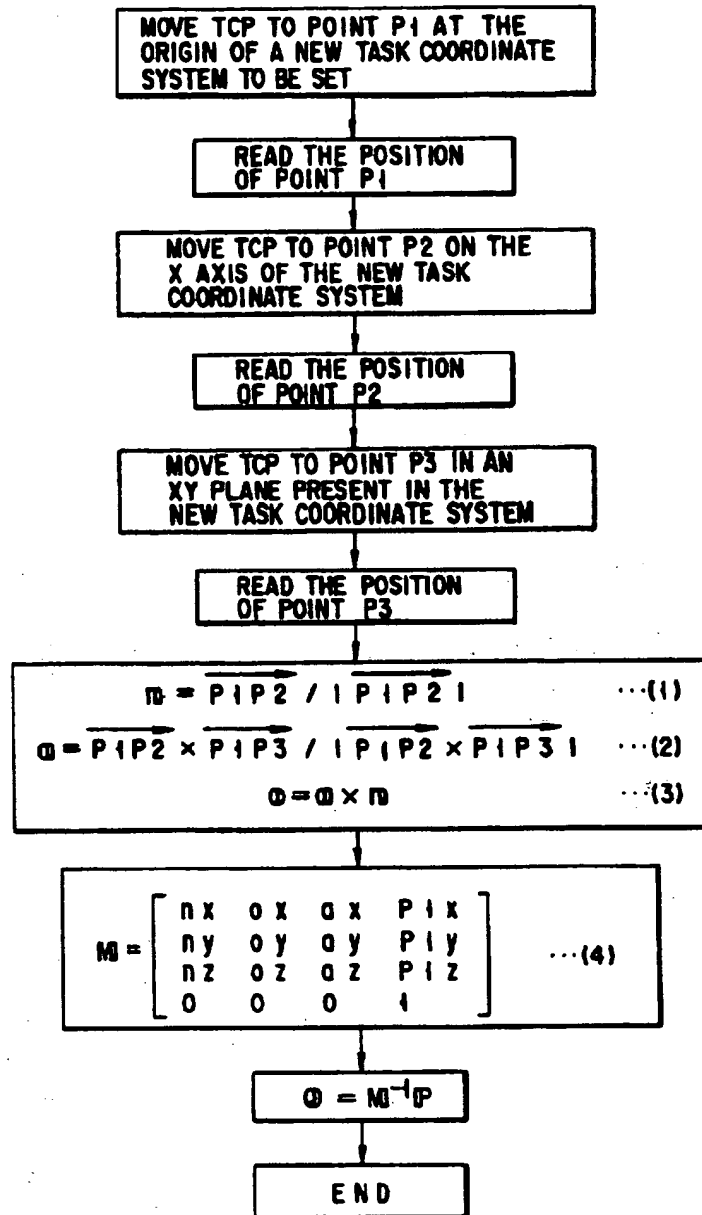 MOVE TCP TO POINT P1 AT THE
ORIGIN OF A NEW TASK COORDINATE
SYSTEM TO BE SET
READ THE POSITION
OF POINT P1
MOVE TCP TO POINT P2 ON THE
X AXIS OF THE NEW TASK
COORDINATE SYSTEM
READ THE POSITION
OF POINT P2
MOVE TCP TO POINT P3 IN AN
XY PLANE PRESENT IN THE
NEW TASK COORDINATE SYSTEM
READ THE POSITION
OF POINT P3
n = P1P2 / | P1P2 | ···(1)
a = P1P2 × P1P3 / | P1P2 × P1P3 | ···(2)
o = a × n ···(3)
nx ox ax P1x
M = ny oy ay P1y ···(4)
nz oz az P1z
0 0 0 1
= M⁻¹P
END